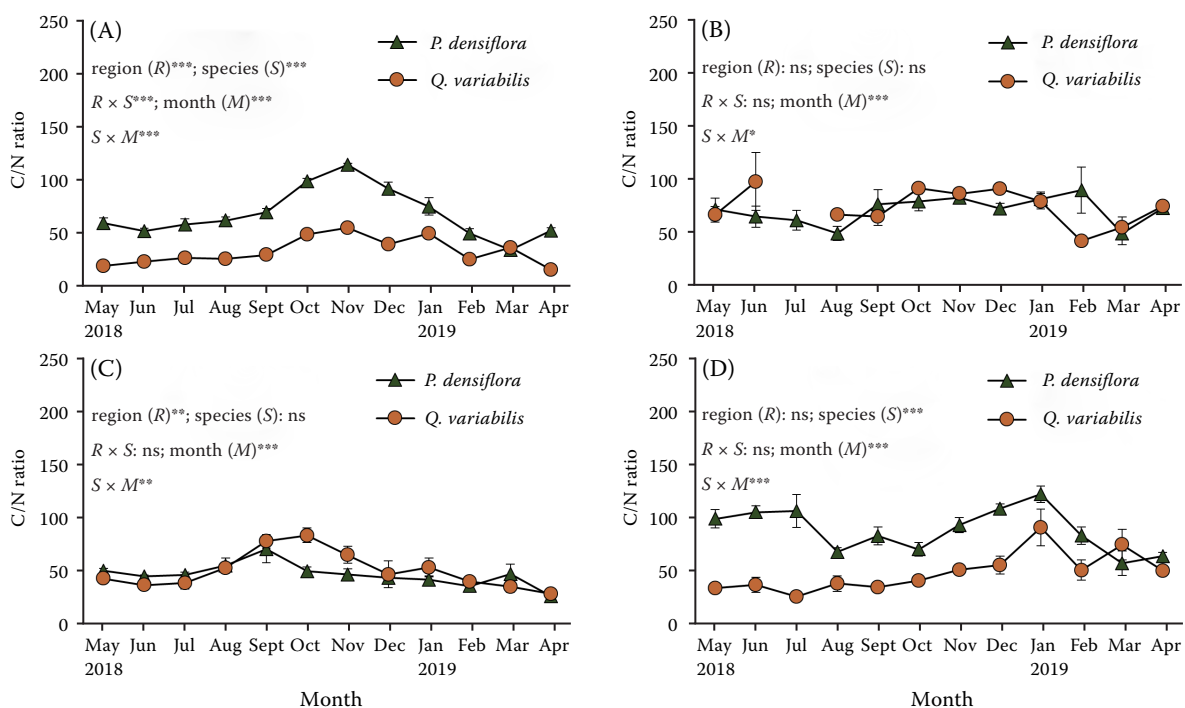 (A)
P. densiflora
Q. variabilis
region (R)***; species (S)***
R × S***; month (M)***
S × M***
C/N ratio
250
200
150
100
50
0
May Jun Jul Aug Sept Oct Nov Dec Jan Feb Mar Apr
2018 2019
(B)
P. densiflora
Q. variabilis
region (R): ns; species (S): ns
R × S: ns; month (M)***
S × M*
C/N ratio
250
200
150
100
50
0
May Jun Jul Aug Sept Oct Nov Dec Jan Feb Mar Apr
2018 2019
(C)
P. densiflora
Q. variabilis
region (R)**; species (S): ns
R × S: ns; month (M)***
S × M**
C/N ratio
250
200
150
100
50
0
May Jun Jul Aug Sept Oct Nov Dec Jan Feb Mar Apr
2018 2019
Month
(D)
P. densiflora
Q. variabilis
region (R): ns; species (S)***
R × S: ns; month (M)***
S × M***
C/N ratio
250
200
150
100
50
0
May Jun Jul Aug Sept Oct Nov Dec Jan Feb Mar Apr
2018 2019
Month